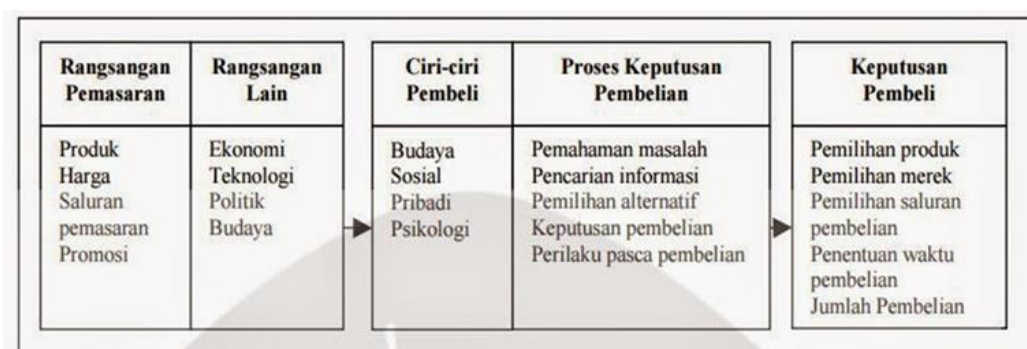 Rangsangan
Pemasaran
Produk
Harga
Saluran
pemasaran
Promosi
Rangsangan
Lain
Ekonomi
Teknologi
Politik
Budaya
Ciri-ciri
Pembeli
Budaya
Sosial
Pribadi
Psikologi
Proses Keputusan
Pembelian
Pemahaman masalah
Pencarian informasi
Pemilihan alternatif
Keputusan pembelian
Perilaku pasca pembelian
Keputusan
Pembeli
Pemilihan produk
Pemilihan merek
Pemilihan saluran
pembelian
Penentuan waktu
pembelian
Jumlah Pembelian